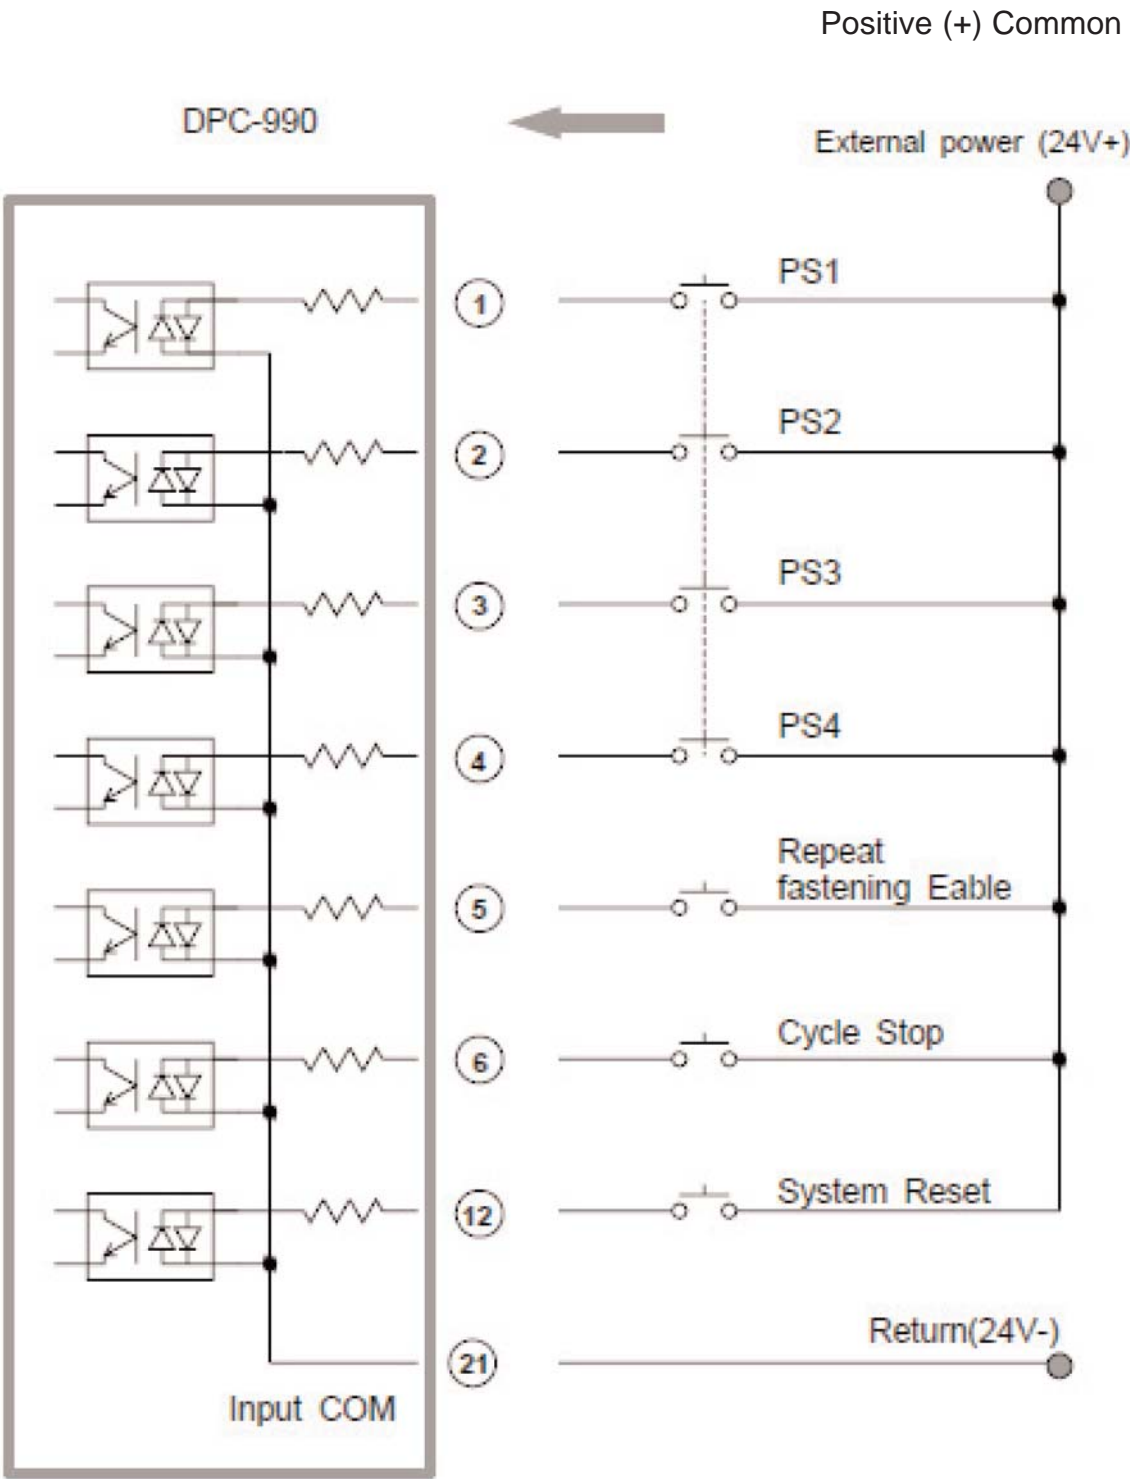 Positive (+) Common
DPC-990
External power (24V+)
1
PS1
2
PS2
3
PS3
4
PS4
5
Repeat
fastening Eable
6
Cycle Stop
12
System Reset
21
Return(24V-)
Input COM